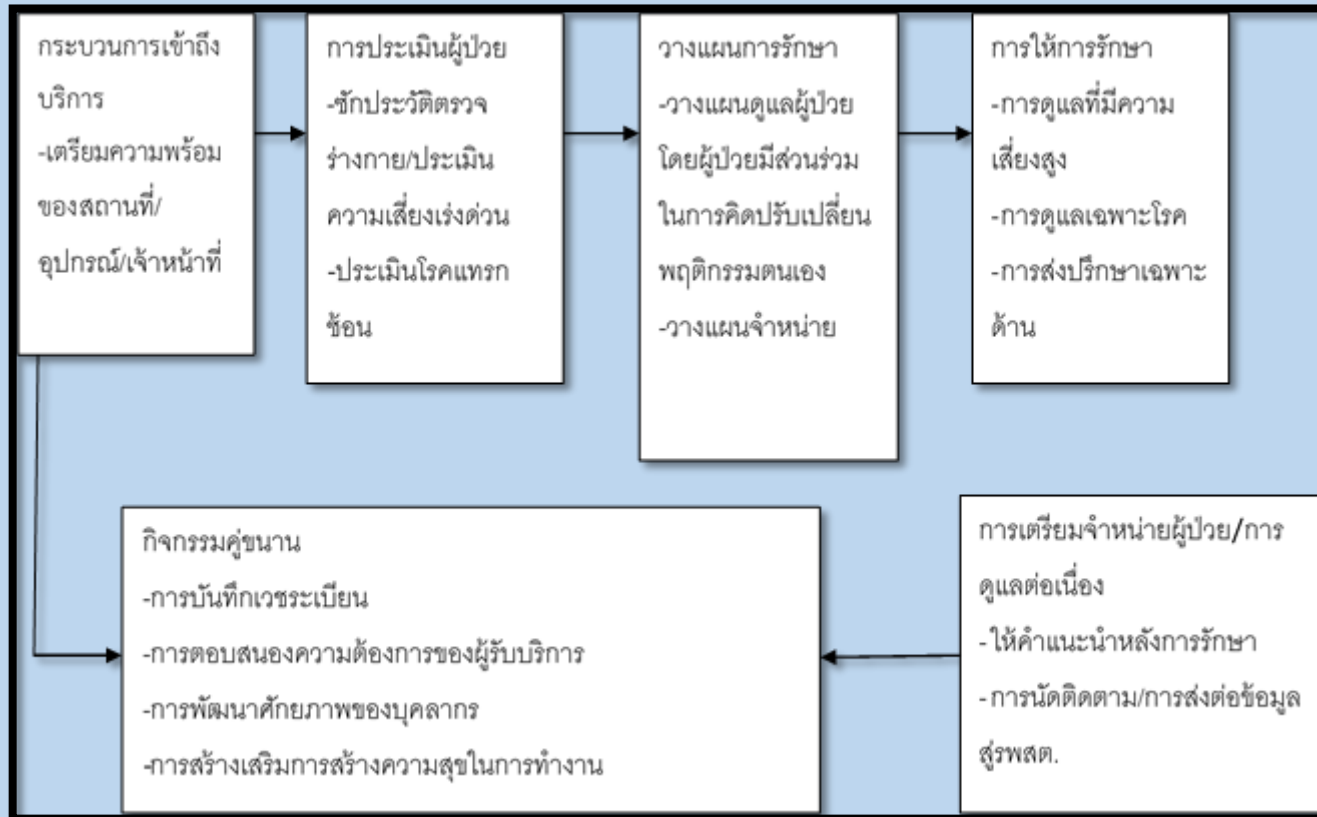 กระบวนการเข้าถึง
บริการ
-เตรียมความพร้อม
ของสถานที่/
อุปกรณ์/เจ้าหน้าที่
การประเมินผู้ป่วย
-ซักประวัติตรวจ
ร่างกาย/ประเมิน
ความเสี่ยงเร่งด่วน
-ประเมินโรคแทรก
ซ้อน
วางแผนการรักษา
-วางแผนดูแลผู้ป่วย
โดยผู้ป่วยมีส่วนร่วม
ในการคิดปรับเปลี่ยน
พฤติกรรมตนเอง
-วางแผนจำหน่าย
การให้การรักษา
-การดูแลที่มีความ
เสี่ยงสูง
-การดูแลเฉพาะโรค
-การส่งปรึกษาเฉพาะ
ด้าน
กิจกรรมคู่ขนาน
-การบันทึกเวชระเบียน
-การตอบสนองความต้องการของผู้รับบริการ
-การพัฒนาศักยภาพของบุคลากร
-การสร้างเสริมการสร้างความสุขในการทำงาน
การเตรียมจำหน่ายผู้ป่วย/การ
ดูแลต่อเนื่อง
-ให้คำแนะนำหลังการรักษา
-การนัดติดตาม/การส่งต่อข้อมูล
สู่รพสต.